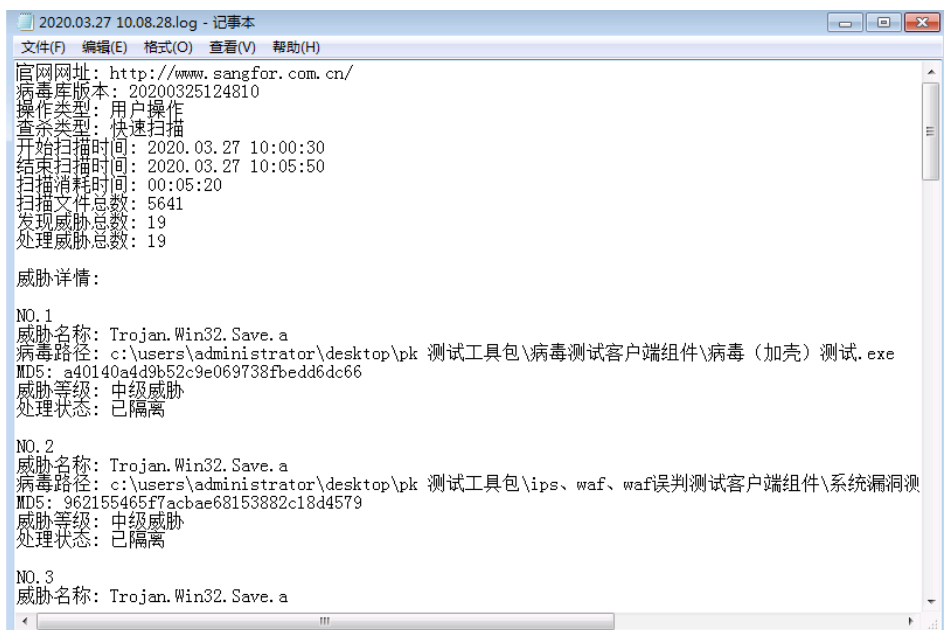 2020.03.27 10.08.28.log - 记事本
文件(F) 编辑(E) 格式(O) 查看(V) 帮助(H)
官网网址: http://www.sangfor.com.cn/
病毒库版本: 20200325124810
操作类型: 用户操作
查杀类型: 快速扫描
开始扫描时间: 2020.03.27 10:00:30
结束扫描时间: 2020.03.27 10:05:50
扫描消耗时间: 00:05:20
扫描文件总数: 5641
发现威胁总数: 19
处理威胁总数: 19
威胁详情:
NO.1
威胁名称: Trojan.Win32.Save.a
病毒路径: c:\users\administrator\desktop\pk 测试工具包\病毒测试客户端组件\病毒（加壳）测试.exe
MD5: a40140a4d9b52c9e069738fbedd6dc66
威胁等级: 中级威胁
处理状态: 已隔离
NO.2
威胁名称: Trojan.Win32.Save.a
病毒路径: c:\users\administrator\desktop\pk 测试工具包\ips、waf、waf误判测试客户端组件\系统漏洞测
MD5: 962155465f7acbae68153882c18d4579
威胁等级: 中级威胁
处理状态: 已隔离
NO.3
威胁名称: Trojan.Win32.Save.a